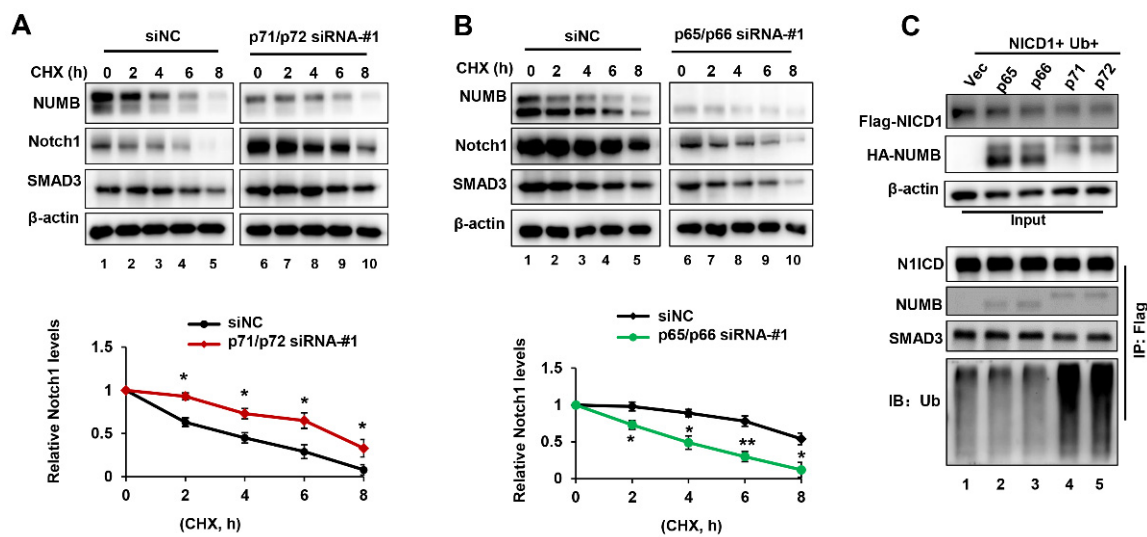 A
siNC p71/p72 siRNA-#1
CHX (h) 0 2 4 6 8 0 2 4 6 8
NUMB
Notch1
SMAD3
β-actin
1 2 3 4 5 6 7 8 9 10
siNC
p71/p72 siRNA-#1
Relative Notch1 levels
1.5
1
0.5
0
* * * *
0 2 4 6 8
(CHX, h)
B
siNC p65/p66 siRNA-#1
CHX (h) 0 2 4 6 8 0 2 4 6 8
NUMB
Notch1
SMAD3
β-actin
1 2 3 4 5 6 7 8 9 10
siNC
p65/p66 siRNA-#1
Relative Notch1 levels
1.5
1
0.5
0
* * ** *
0 2 4 6 8
(CHX, h)
C
NICD1+ Ub+
Vec p65 p66 p71 p72
Flag-NICD1
HA-NUMB
β-actin
Input
N1ICD
NUMB
SMAD3
IB: Ub
IP: Flag
1 2 3 4 5